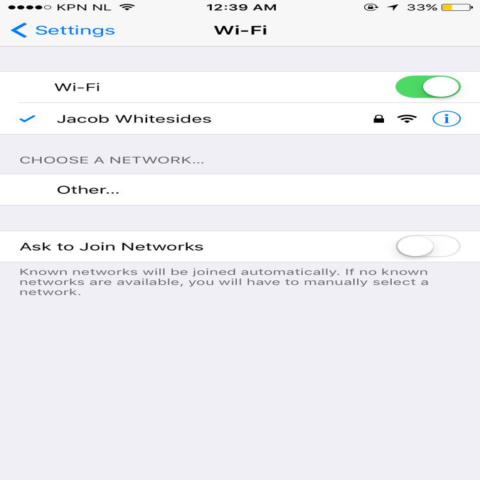 KPN NL 12:39 AM 33%
Settings Wi-Fi
Wi-Fi
Jacob Whitesides
CHOOSE A NETWORK...
Other...
Ask to Join Networks
Known networks will be joined automatically. If no known
networks are available, you will have to manually select a
network.